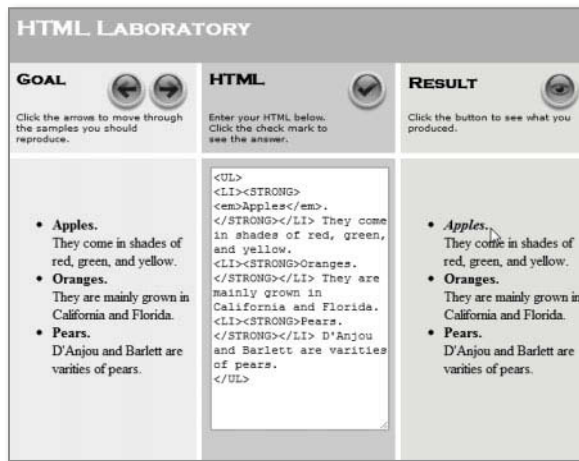 HTML LABORATORY
GOAL
Click the arrows to move through
the samples you should
reproduce.
HTML
Enter your HTML below.
Click the check mark to
see the answer.
RESULT
Click the button to see what you
produced.
• Apples.
They come in shades of
red, green, and yellow.
• Oranges.
They are mainly grown in
California and Florida.
• Pears.
D'Anjou and Barlett are
varities of pears.
<UL>
<LI><STRONG>
<em>Apples</em>.
</STRONG></LI> They come
in shades of red, green,
and yellow.
<LI><STRONG>Oranges.
</STRONG></LI> They are
mainly grown in
California and Florida.
<LI><STRONG>Pears.
</STRONG></LI> D'Anjou
and Barlett are varities
of pears.
</UL>
• Apples.
They come in shades of
red, green, and yellow.
• Oranges.
They are mainly grown in
California and Florida.
• Pears.
D'Anjou and Barlett are
varities of pears.